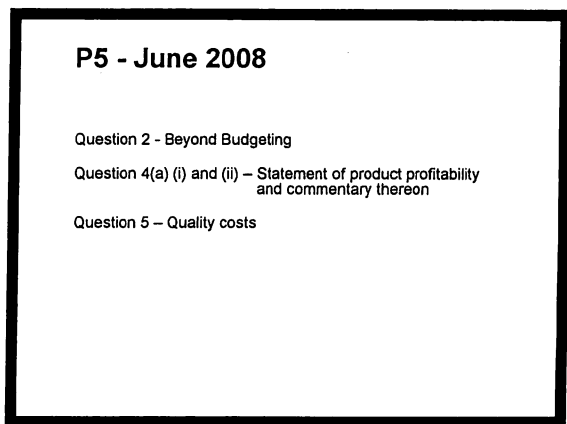 P5 - June 2008
Question 2 - Beyond Budgeting
Question 4(a) (i) and (ii) – Statement of product profitability
and commentary thereon
Question 5 – Quality costs